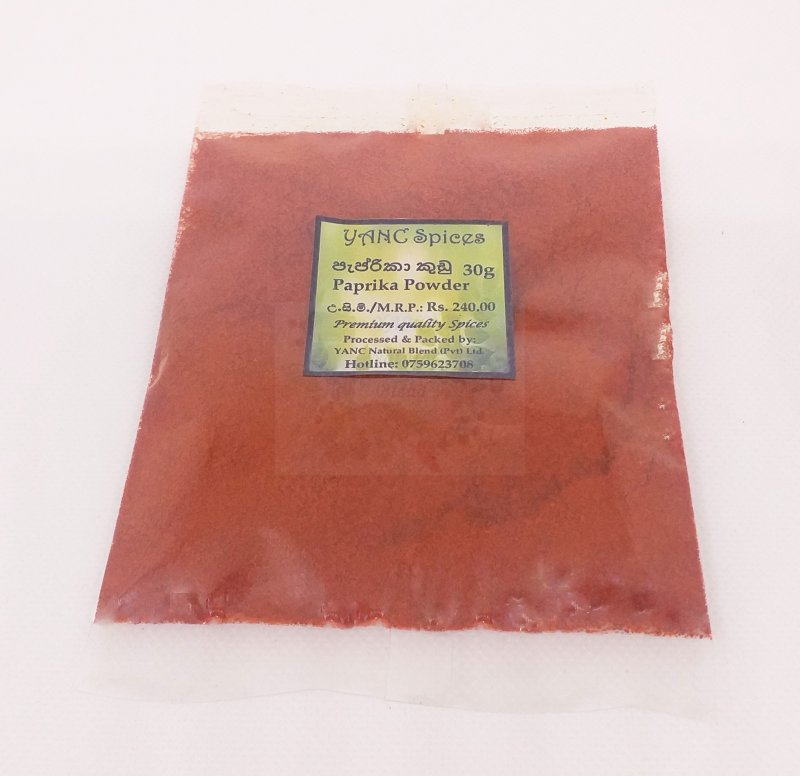 YANC Spices
පැප්රිකා කුඩු 30g
Paprika Powder
උ.සි.මි./M.R.P.: Rs. 240.00
Premium quality Spices
Processed & Packed by:
YANC Natural Blend (Pvt) Ltd.
Hotline: 0759623708